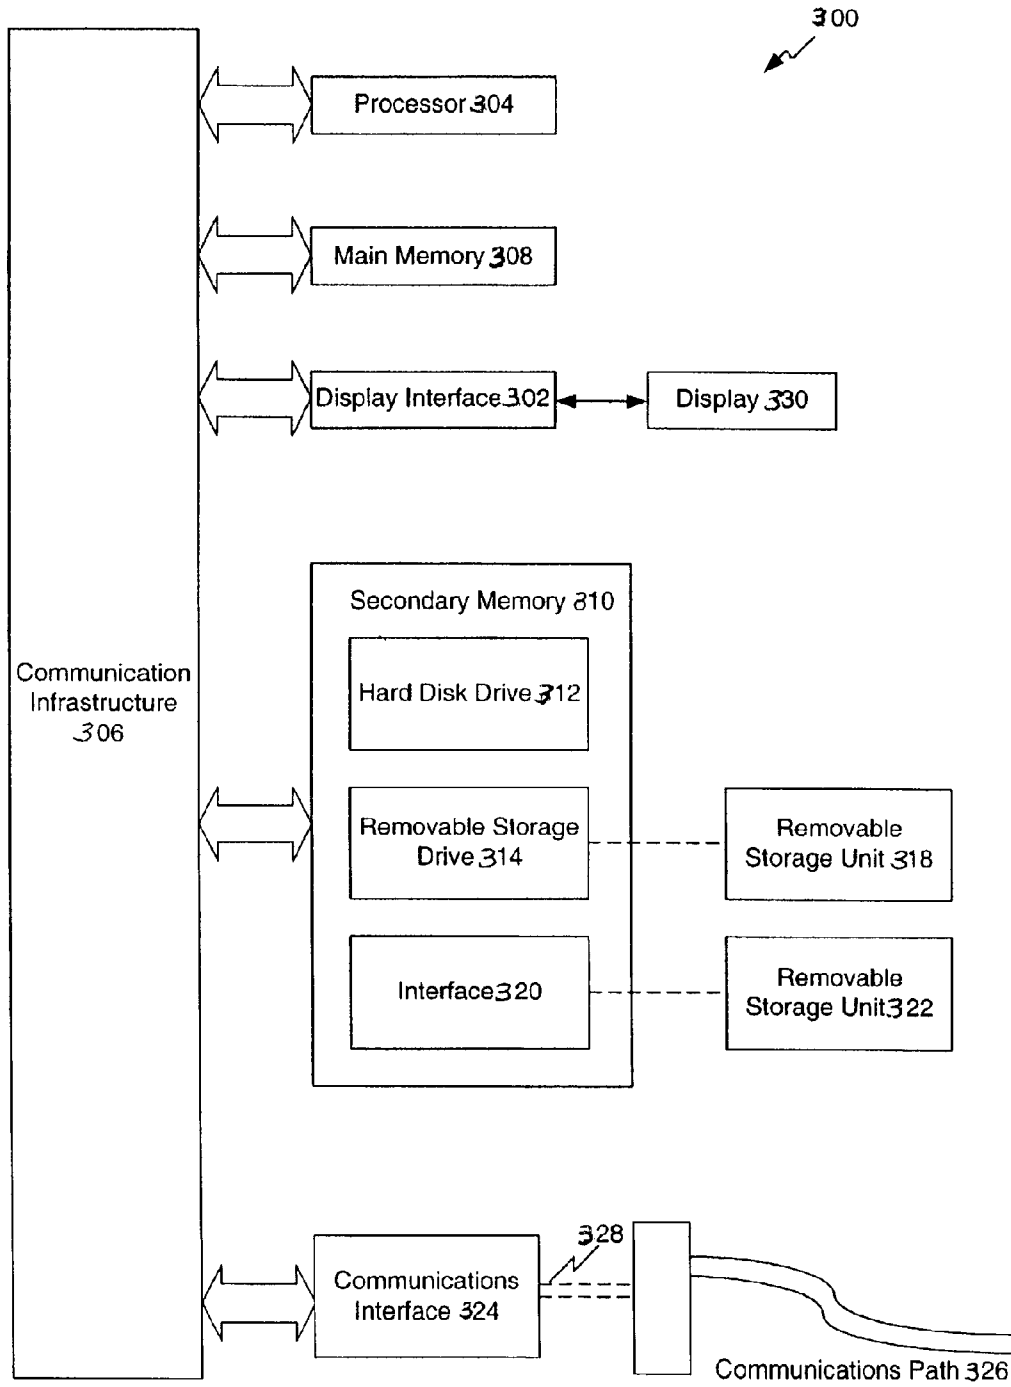 300
Processor 304
Main Memory 308
Display Interface 302
Display 330
Secondary Memory 310
Hard Disk Drive 312
Communication
Infrastructure
306
Removable Storage
Drive 314
Removable
Storage Unit 318
Interface 320
Removable
Storage Unit 322
328
Communications
Interface 324
Communications Path 326